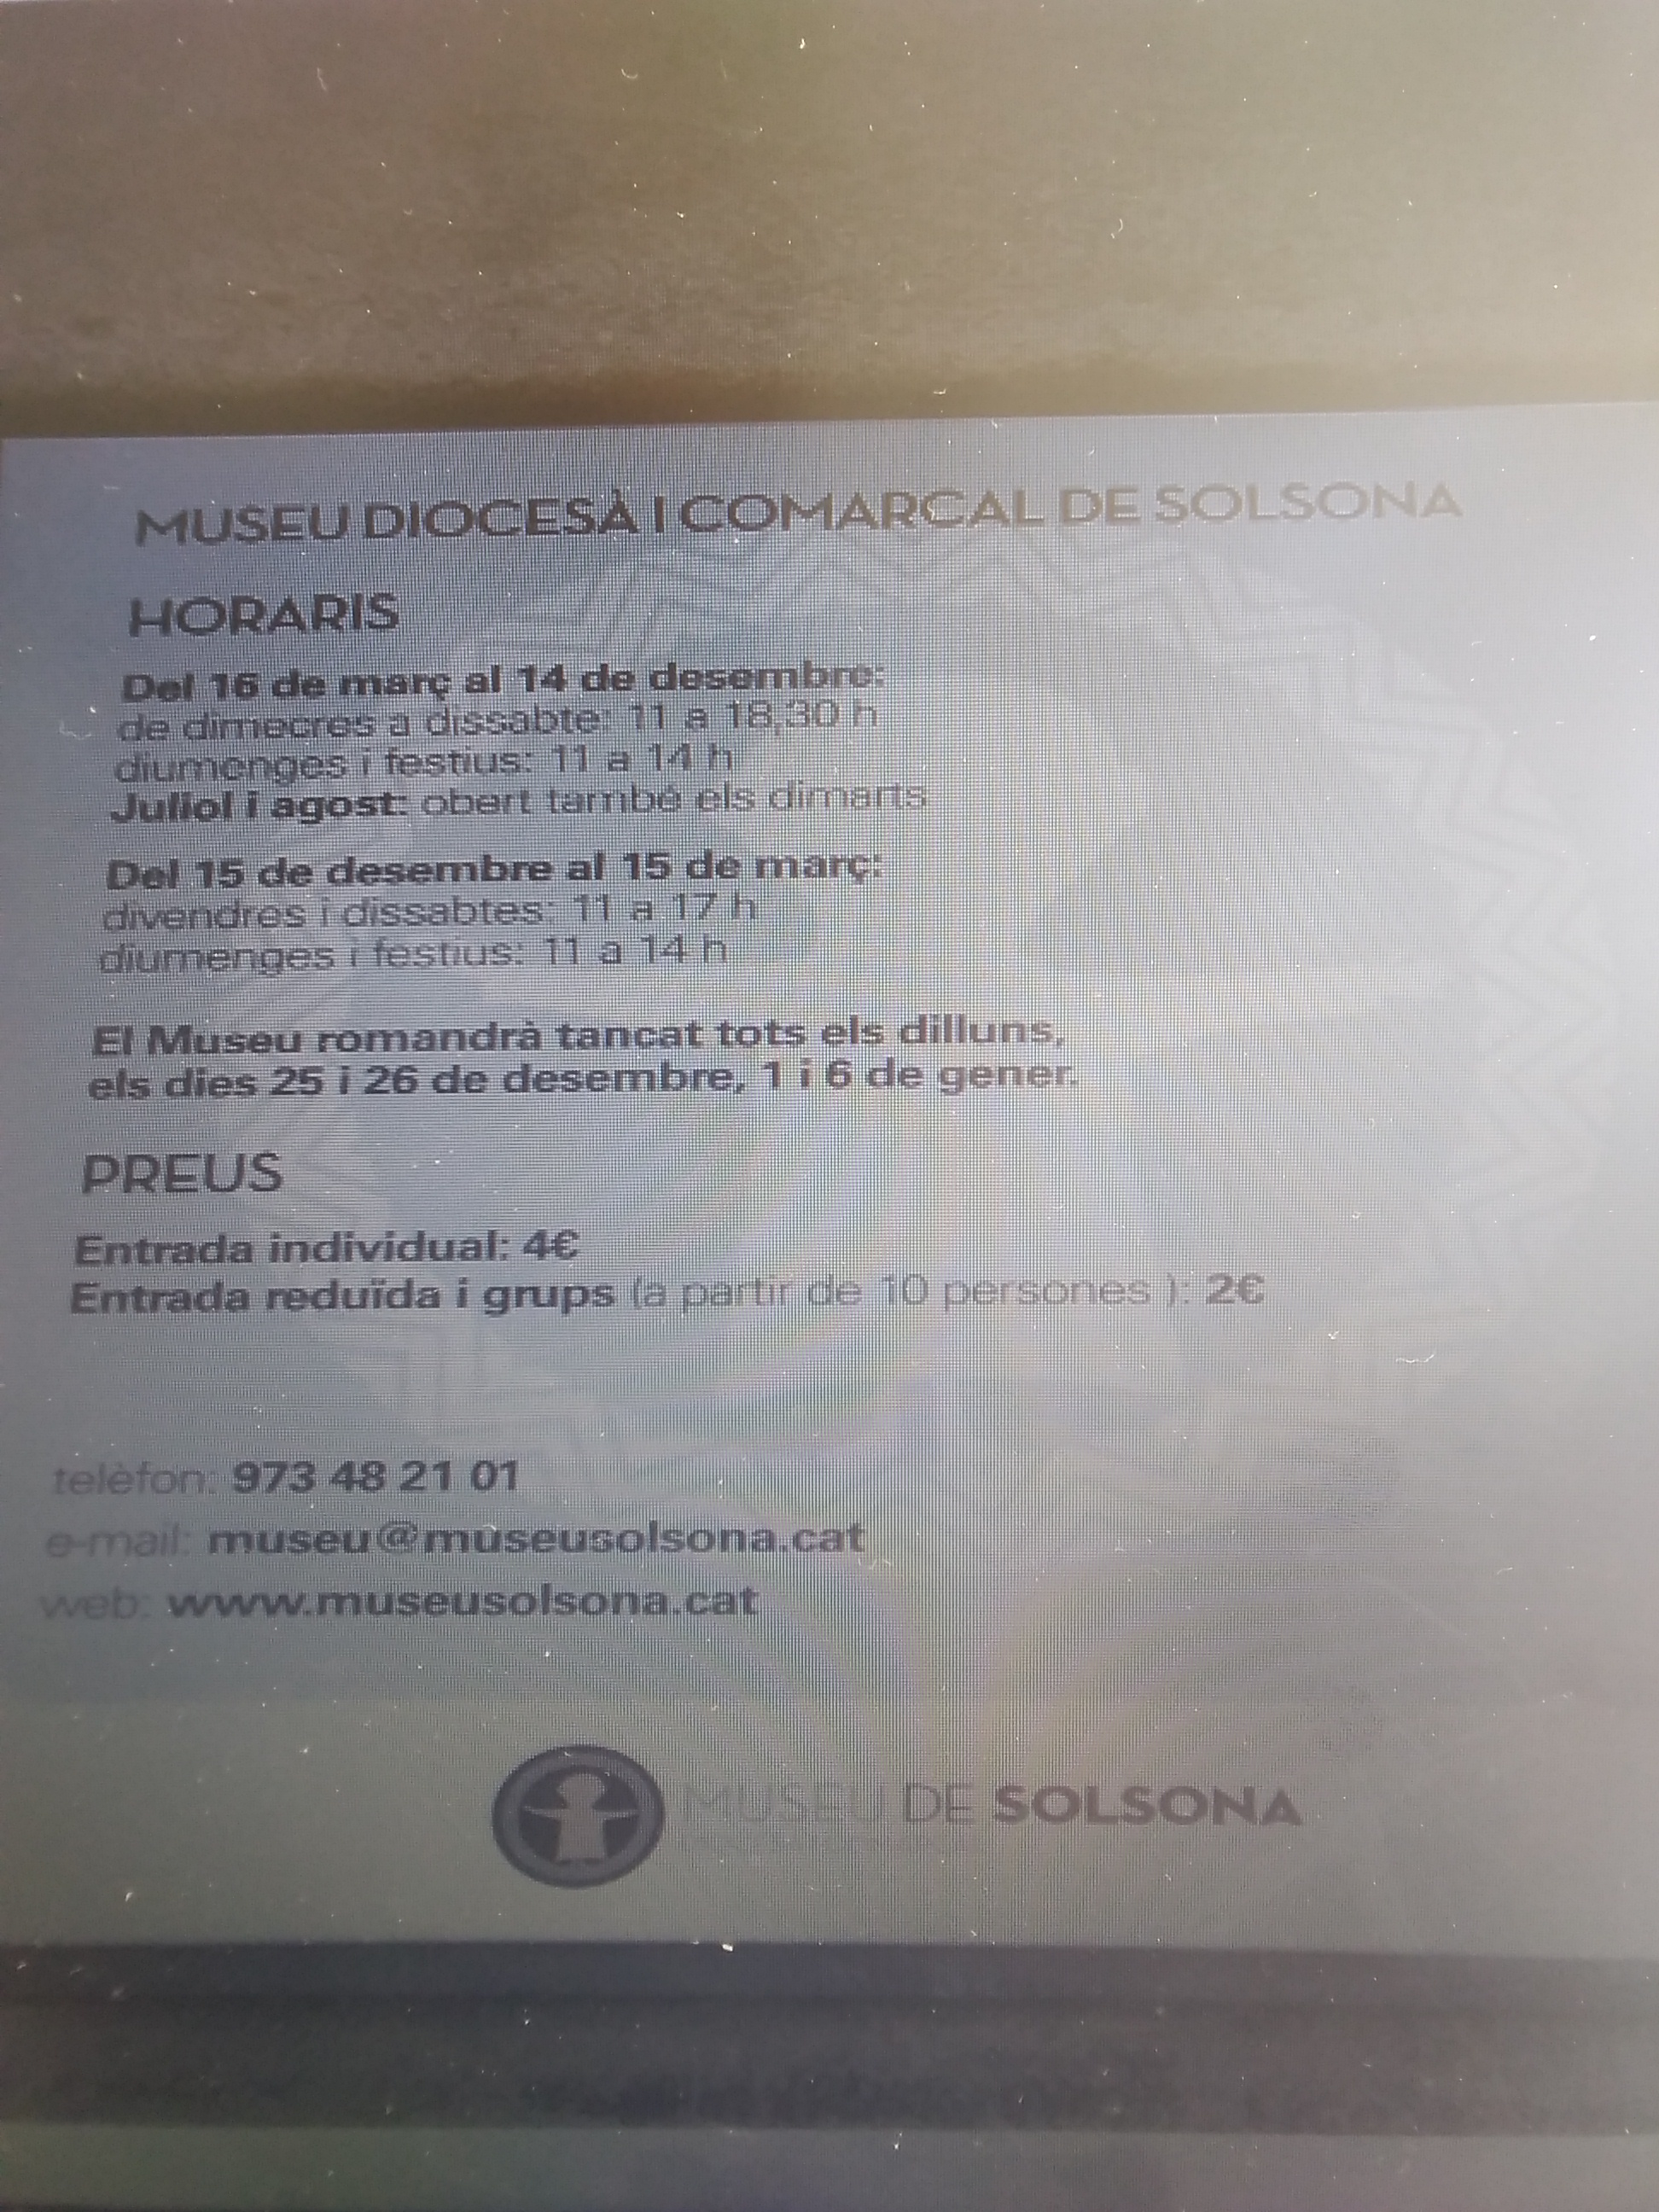 MUSEU DIOCESÀ I COMARCAL DE SOLSONA
HORARIS
Del 16 de març al 14 de desembre:
de dimecres a dissabte: 11 a 18,30 h
diumenges i festius: 11 a 14 h
Juliol i agost: obert també els dimarts
Del 15 de desembre al 15 de març:
divendres i dissabtes: 11 a 17 h
diumenges i festius: 11 a 14 h
El Museu romandrà tancat tots els dilluns,
els dies 25 i 26 de desembre, 1 i 6 de gener.
PREUS
Entrada individual: 4€
Entrada reduïda i grups (a partir de 10 persones ): 2€
telèfon: 973 48 21 01
e-mail: museu@museusolsona.cat
web: www.museusolsona.cat
MUSEU DE SOLSONA